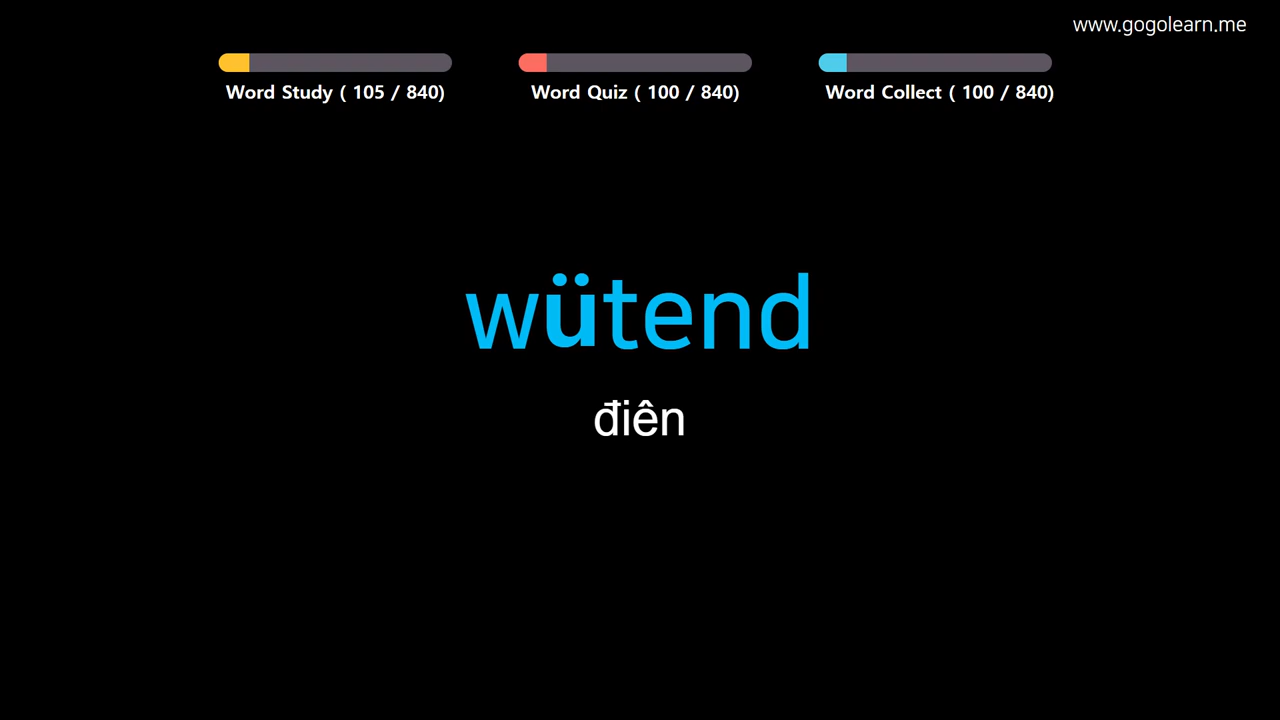 www.gogolearn.me
Word Study ( 105 / 840)
Word Quiz ( 100 / 840)
Word Collect ( 100 / 840)
wütend
điên